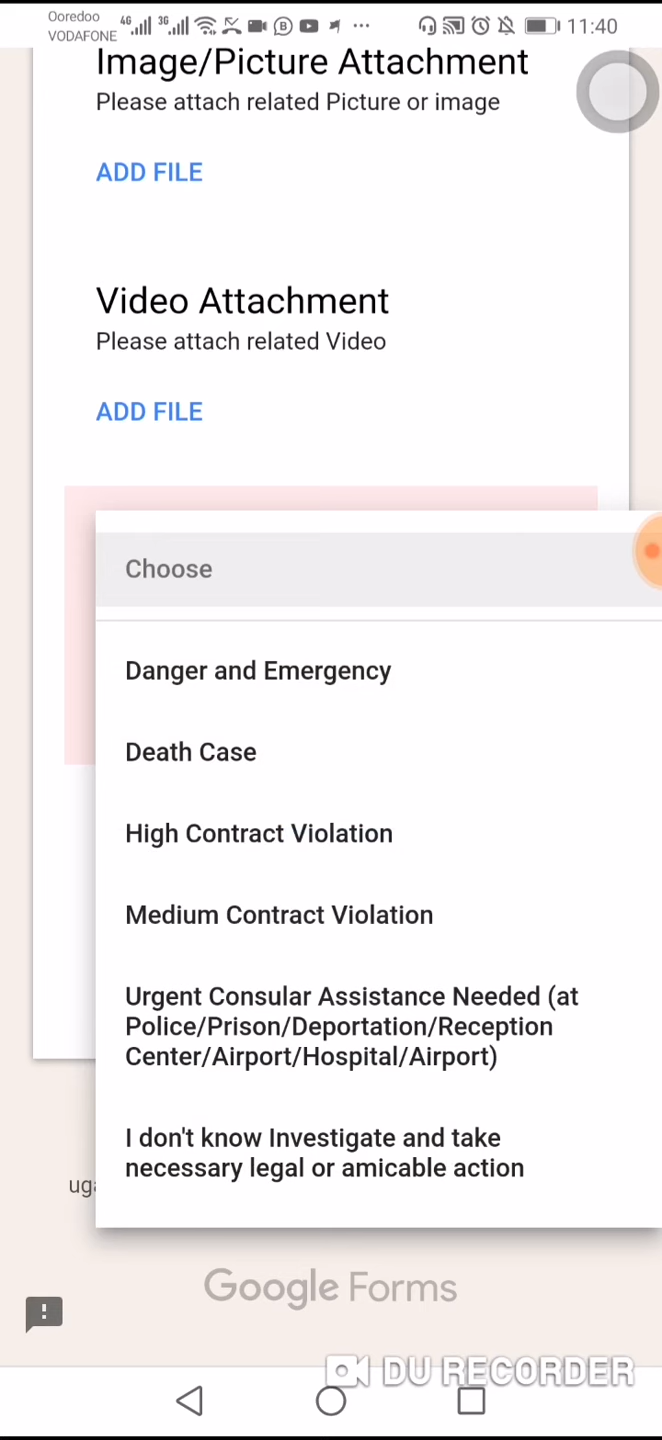 Ooredoo
VODAFONE
4G
3G
11:40
Image/Picture Attachment
Please attach related Picture or image
ADD FILE
Video Attachment
Please attach related Video
ADD FILE
Choose
Danger and Emergency
Death Case
High Contract Violation
Medium Contract Violation
Urgent Consular Assistance Needed (at
Police/Prison/Deportation/Reception
Center/Airport/Hospital/Airport)
I don't know Investigate and take
necessary legal or amicable action
Google Forms
DU RECORDER